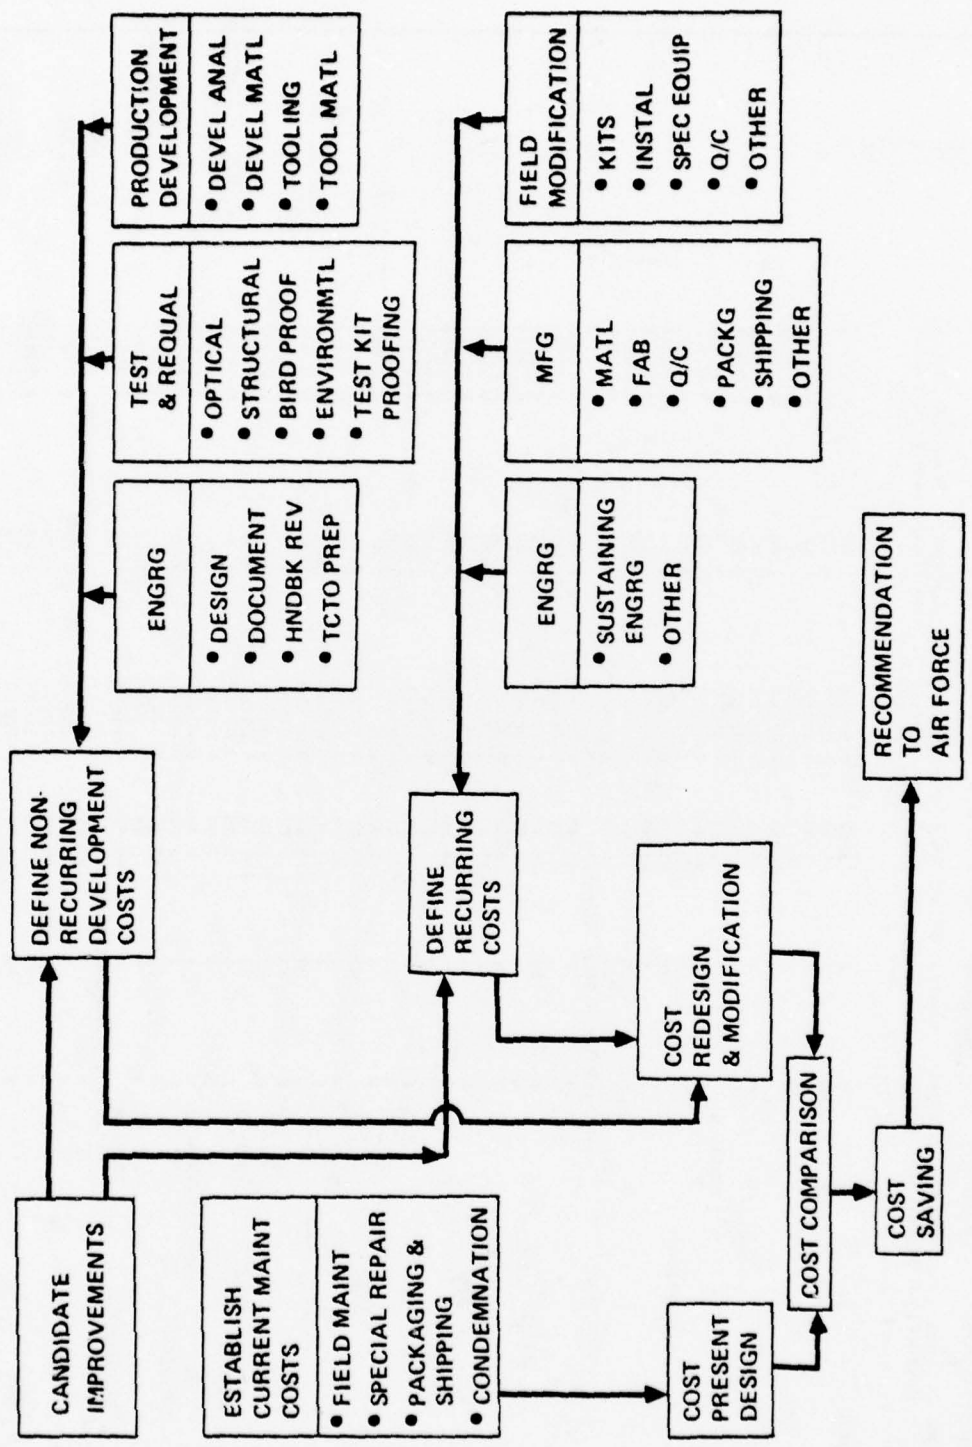 CANDIDATE
IMPROVEMENTS
DEFINE NON-
RECURRING
DEVELOPMENT
COSTS
ENGRG
• DESIGN
• DOCUMENT
• HNDBK REV
• TCTO PREP
TEST
& REQUAL
• OPTICAL
• STRUCTURAL
• BIRD PROOF
• ENVIRONMTL
• TEST KIT
PROOFING
PRODUCTION
DEVELOPMENT
• DEVEL ANAL
• DEVEL MATL
• TOOLING
• TOOL MATL
ESTABLISH
CURRENT MAINT
COSTS
• FIELD MAINT
• SPECIAL REPAIR
• PACKAGING &
SHIPPING
• CONDEMNATION
DEFINE
RECURRING
COSTS
ENGRG
• SUSTAINING
ENGRG
• OTHER
MFG
• MATL
• FAB
• Q/C
• PACKG
• SHIPPING
• OTHER
FIELD
MODIFICATION
• KITS
• INSTAL
• SPEC EQUIP
• Q/C
• OTHER
COST
PRESENT
DESIGN
COST
REDESIGN
& MODIFICATION
COST COMPARISON
COST
SAVING
RECOMMENDATION
TO
AIR FORCE